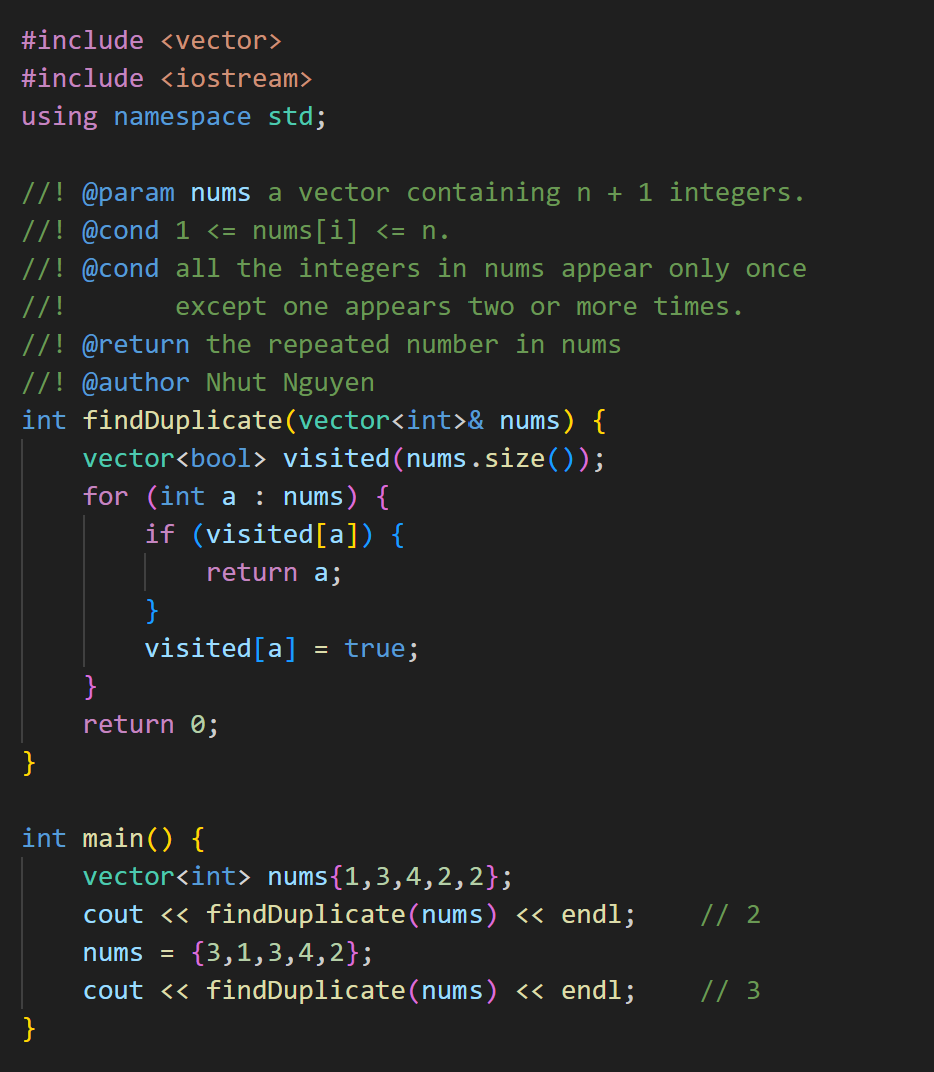 #include <vector>
#include <iostream>
using namespace std;

//! @param nums a vector containing n + 1 integers.
//! @cond 1 <= nums[i] <= n.
//! @cond all the integers in nums appear only once
//!       except one appears two or more times.
//! @return the repeated number in nums
//! @author Nhut Nguyen
int findDuplicate(vector<int>& nums) {
    vector<bool> visited(nums.size());
    for (int a : nums) {
        if (visited[a]) {
            return a;
        }
        visited[a] = true;
    }
    return 0;
}

int main() {
    vector<int> nums{1,3,4,2,2};
    cout << findDuplicate(nums) << endl;    // 2
    nums = {3,1,3,4,2};
    cout << findDuplicate(nums) << endl;    // 3
}